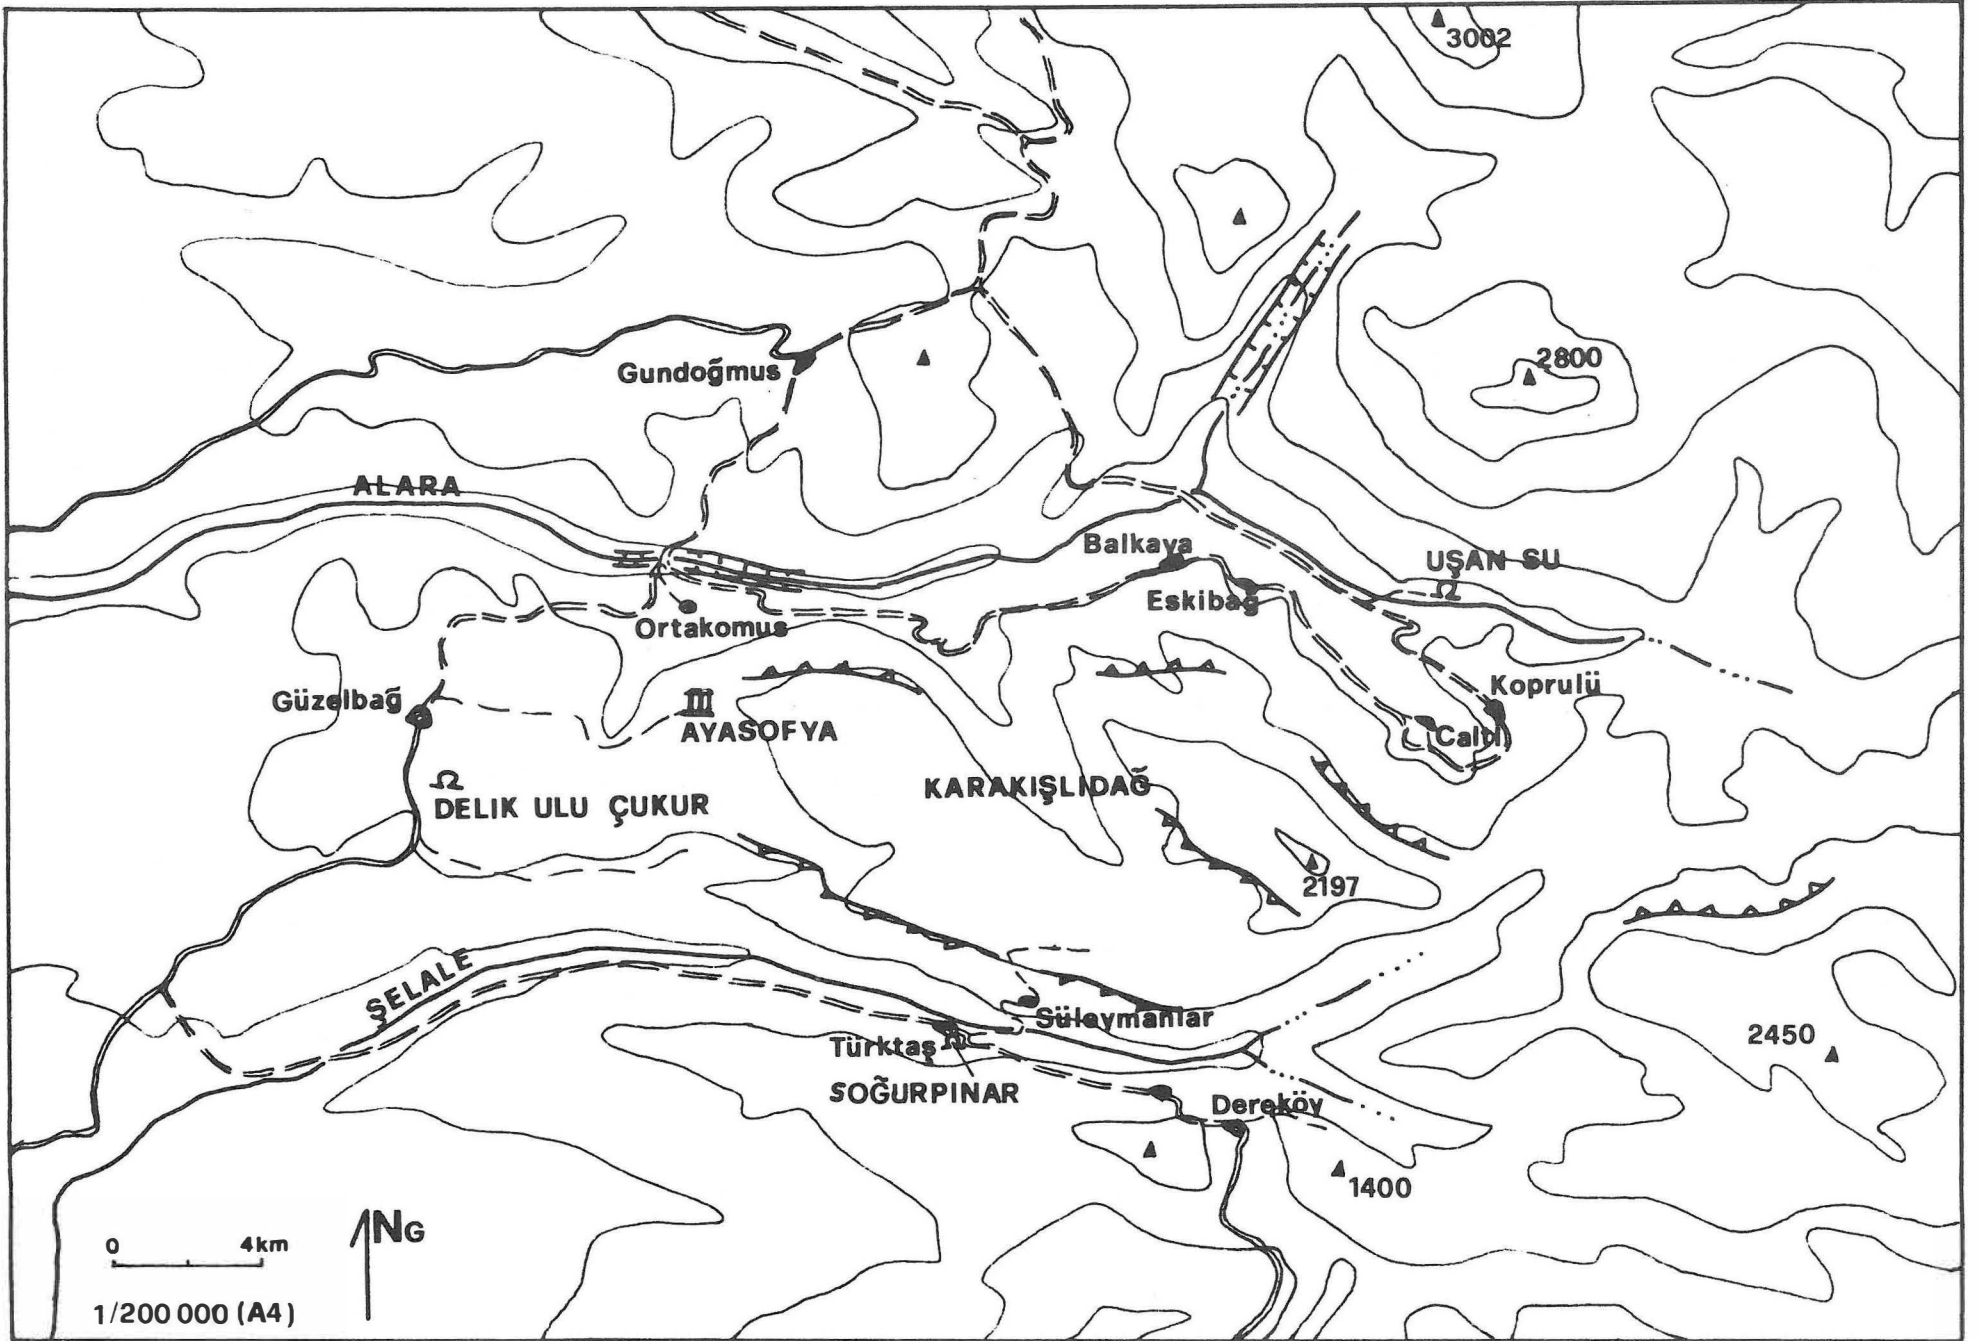 3002
2800
Gundoğmus
ALARA
Balkaya
UŞAN SU
Eskibağ
Ortakomus
Koprulü
Güzelbağ
AYASOFYA
KARAKIŞLIDAĞ
DELIK ULU ÇUKUR
2197
ŞELALE
Süleymanlar
2450
Türktaş
SOĞURPINAR
Dereköy
1400
NG
0 4km
1/200 000 (A4)